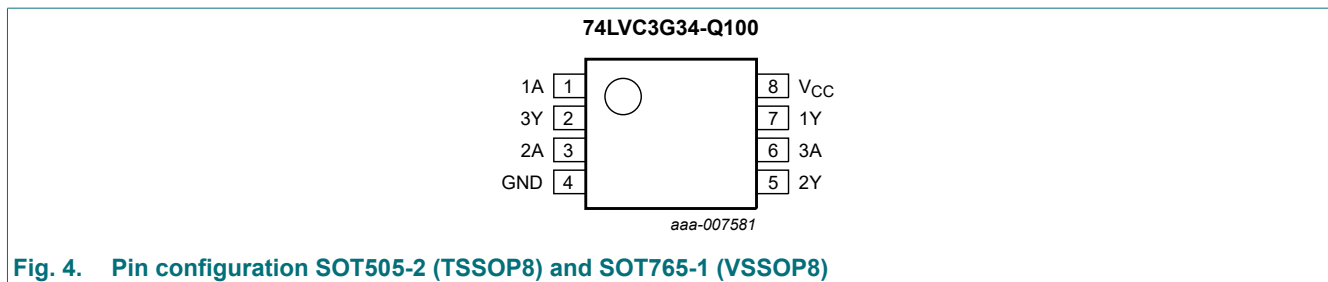 74LVC3G34-Q100
1A 1 8 VCC
3Y 2 7 1Y
2A 3 6 3A
GND 4 5 2Y
aaa-007581
Fig. 4. Pin configuration SOT505-2 (TSSOP8) and SOT765-1 (VSSOP8)